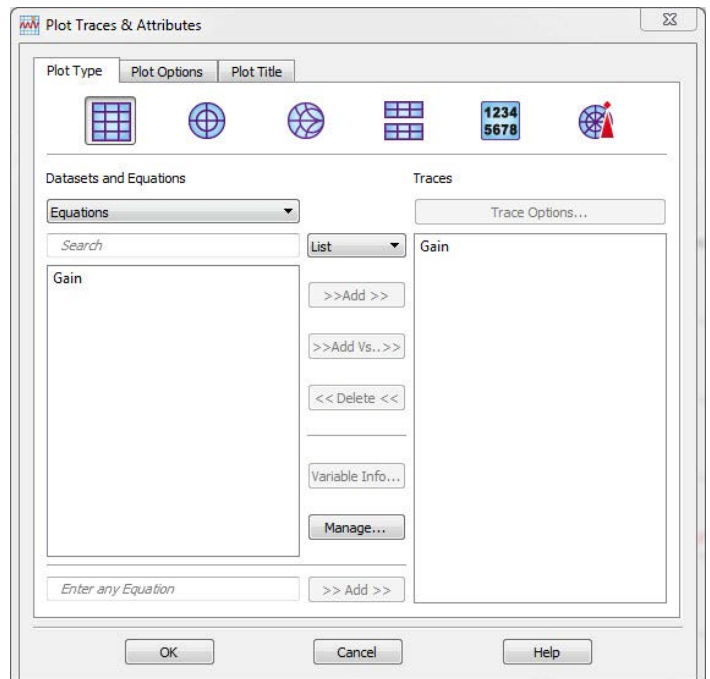 Plot Traces & Attributes
Plot Type Plot Options Plot Title
1234
5678
Datasets and Equations
Traces
Equations
Trace Options...
Search
List
Gain
Gain
>>Add >>
>>Add Vs..>>
<< Delete <<
Variable Info...
Manage...
Enter any Equation
>> Add >>
OK Cancel Help